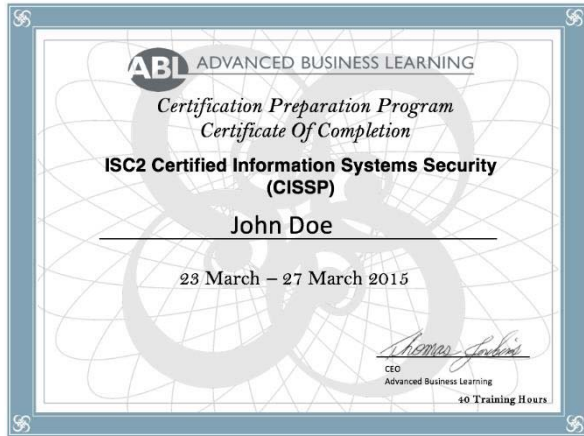 ABL ADVANCED BUSINESS LEARNING
Certification Preparation Program
Certificate Of Completion
ISC2 Certified Information Systems Security
(CISSP)
John Doe
23 March – 27 March 2015
Thomas
CEO
Advanced Business Learning
40 Training Hours